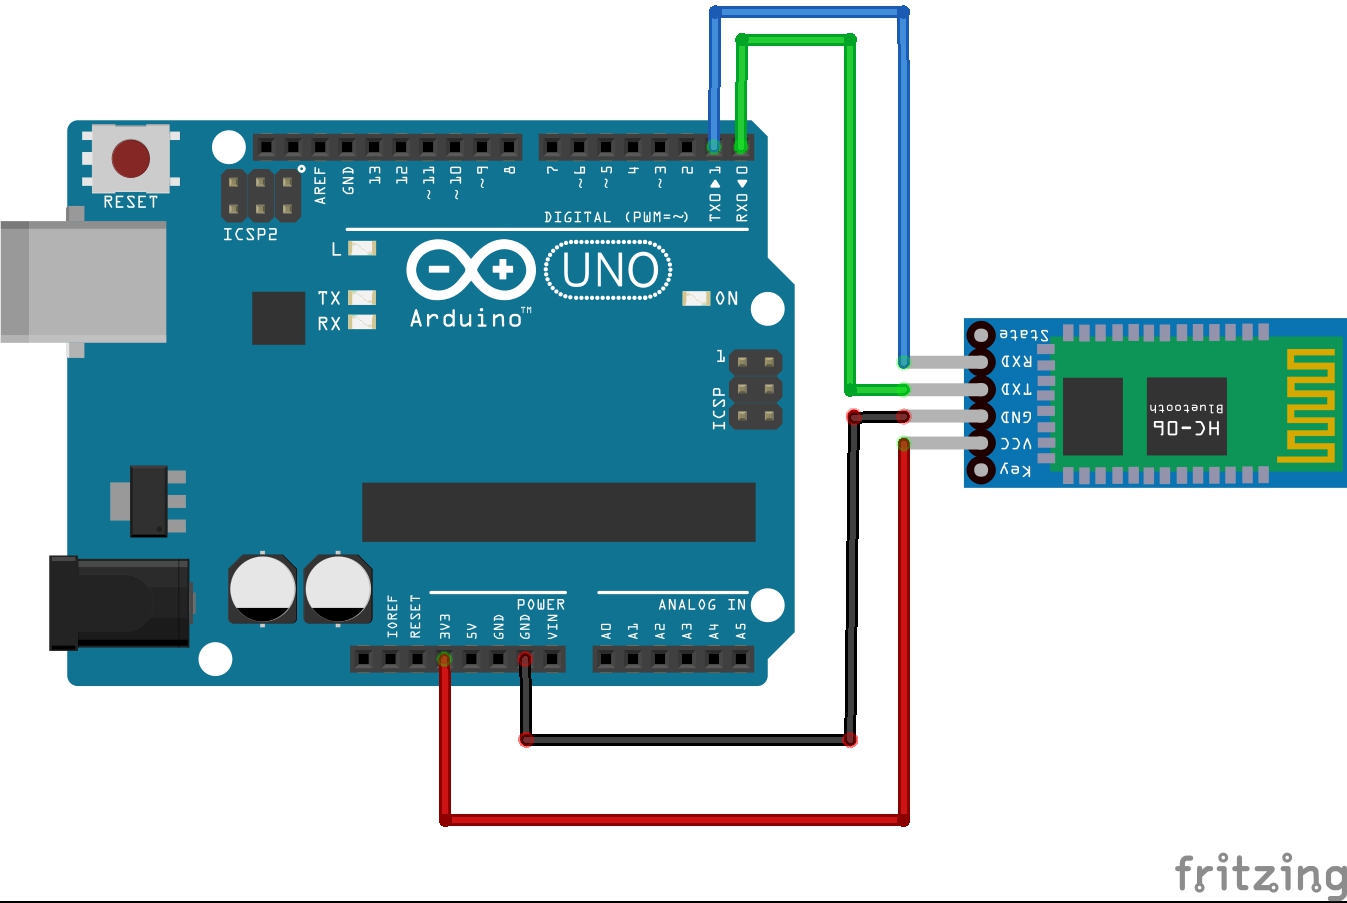 RESET
ICSP2
AREF
GND
13
12
~11
~10
~9
8
7
~6
~5
4
~3
2
TX0▶1
RX0◀0
DIGITAL (PWM=~)
L
TX
RX
UNO
Arduino™
ON
1
ICSP
State
RXD
TXD
GND
VCC
Key
HC-06
Bluetooth
IOREF
RESET
3V3
5V
GND
GND
VIN
POWER
ANALOG IN
A0
A1
A2
A3
A4
A5
fritzing